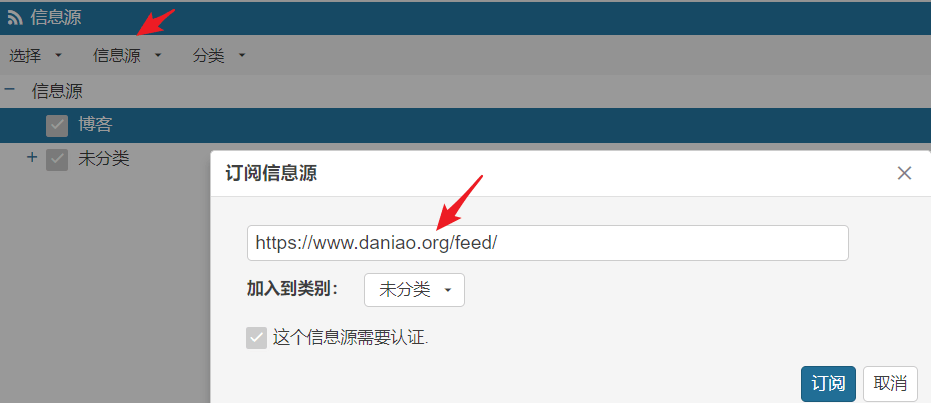 信息源
选择 信息源 分类
信息源
博客
未分类
订阅信息源
https://www.daniao.org/feed/
加入到类别： 未分类
这个信息源需要认证.
订阅 取消